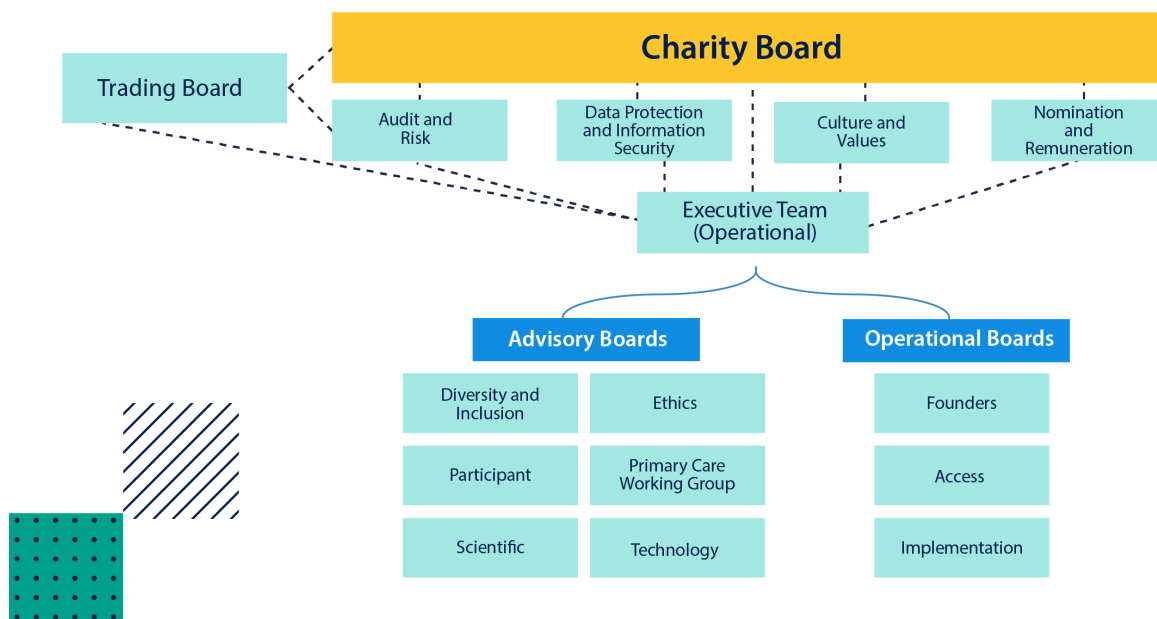 Charity Board
Trading Board
Audit and
Risk
Data Protection
and Information
Security
Culture and
Values
Nomination
and
Remuneration
Executive Team
(Operational)
Advisory Boards
Operational Boards
Diversity and
Inclusion
Ethics
Founders
Participant
Primary Care
Working Group
Access
Scientific
Technology
Implementation